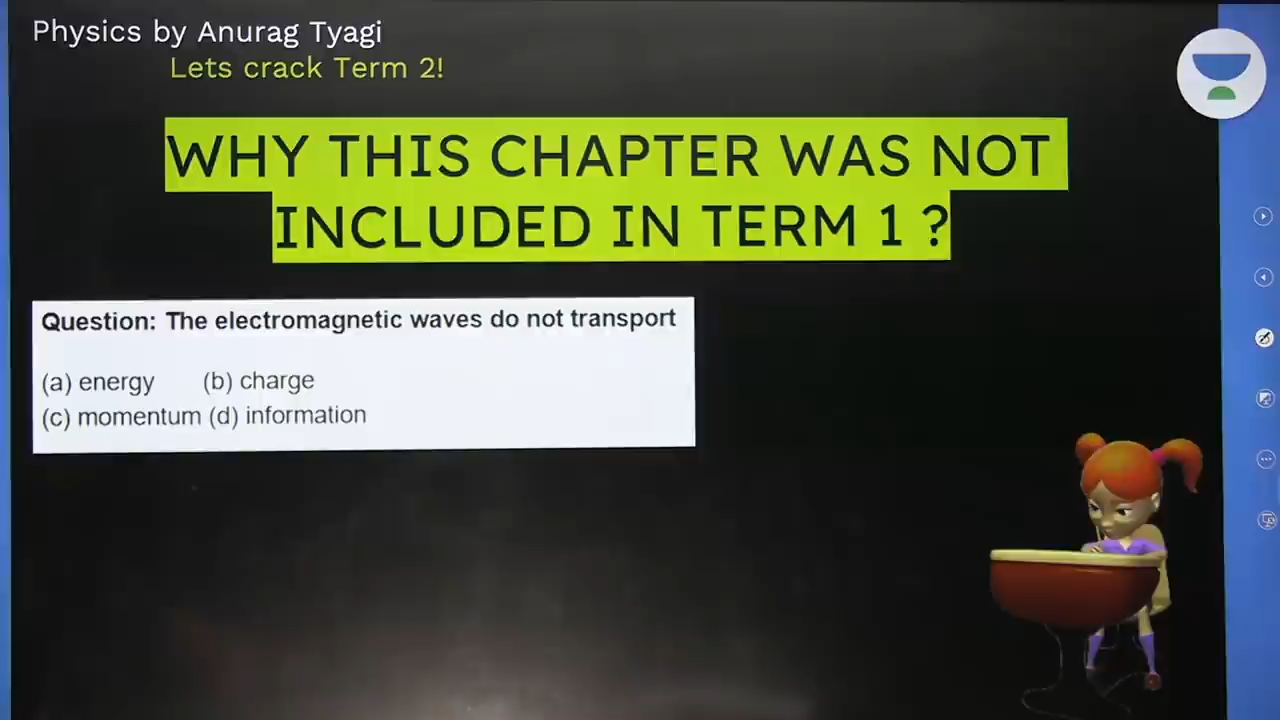 Physics by Anurag Tyagi
Lets crack Term 2!
WHY THIS CHAPTER WAS NOT
INCLUDED IN TERM 1 ?
Question: The electromagnetic waves do not transport
(a) energy (b) charge
(c) momentum (d) information